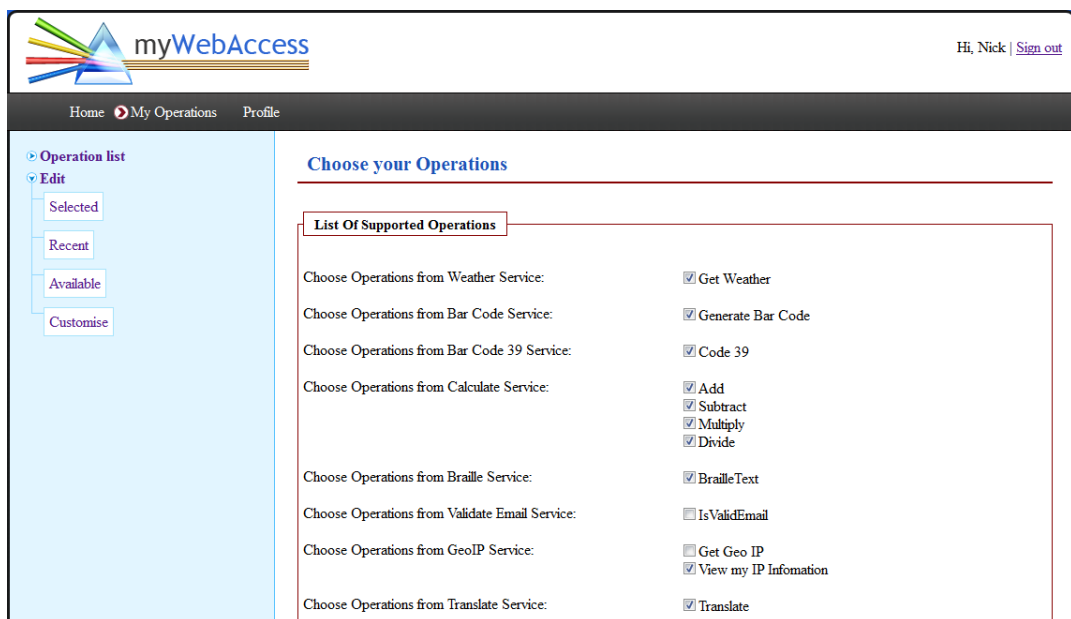 myWebAccess
Hi, Nick | Sign out
Home My Operations Profile
Operation list
Edit
Selected
Recent
Available
Customise
Choose your Operations
List Of Supported Operations
Choose Operations from Weather Service: Get Weather
Choose Operations from Bar Code Service: Generate Bar Code
Choose Operations from Bar Code 39 Service: Code 39
Choose Operations from Calculate Service: Add
Subtract
Multiply
Divide
Choose Operations from Braille Service: BrailleText
Choose Operations from Validate Email Service: IsValidEmail
Choose Operations from GeoIP Service: Get Geo IP
View my IP Infomation
Choose Operations from Translate Service: Translate